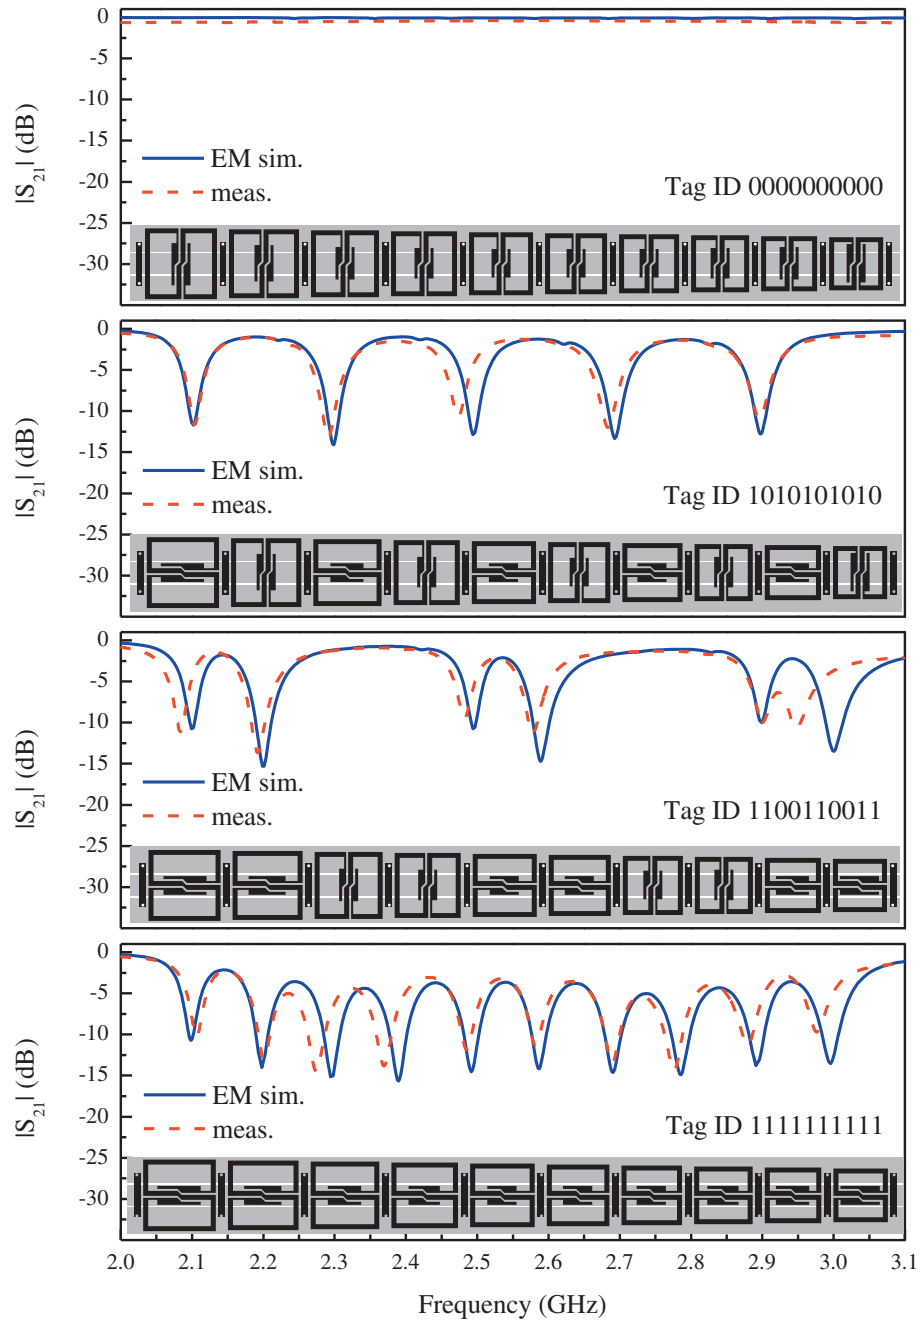 0
-5
-10
-15
-20
-25
-30
|S21| (dB)
EM sim.
meas.
Tag ID 0000000000
0
-5
-10
-15
-20
-25
-30
|S21| (dB)
EM sim.
meas.
Tag ID 1010101010
0
-5
-10
-15
-20
-25
-30
|S21| (dB)
EM sim.
meas.
Tag ID 1100110011
0
-5
-10
-15
-20
-25
-30
|S21| (dB)
EM sim.
meas.
Tag ID 1111111111
2.0 2.1 2.2 2.3 2.4 2.5 2.6 2.7 2.8 2.9 3.0 3.1
Frequency (GHz)